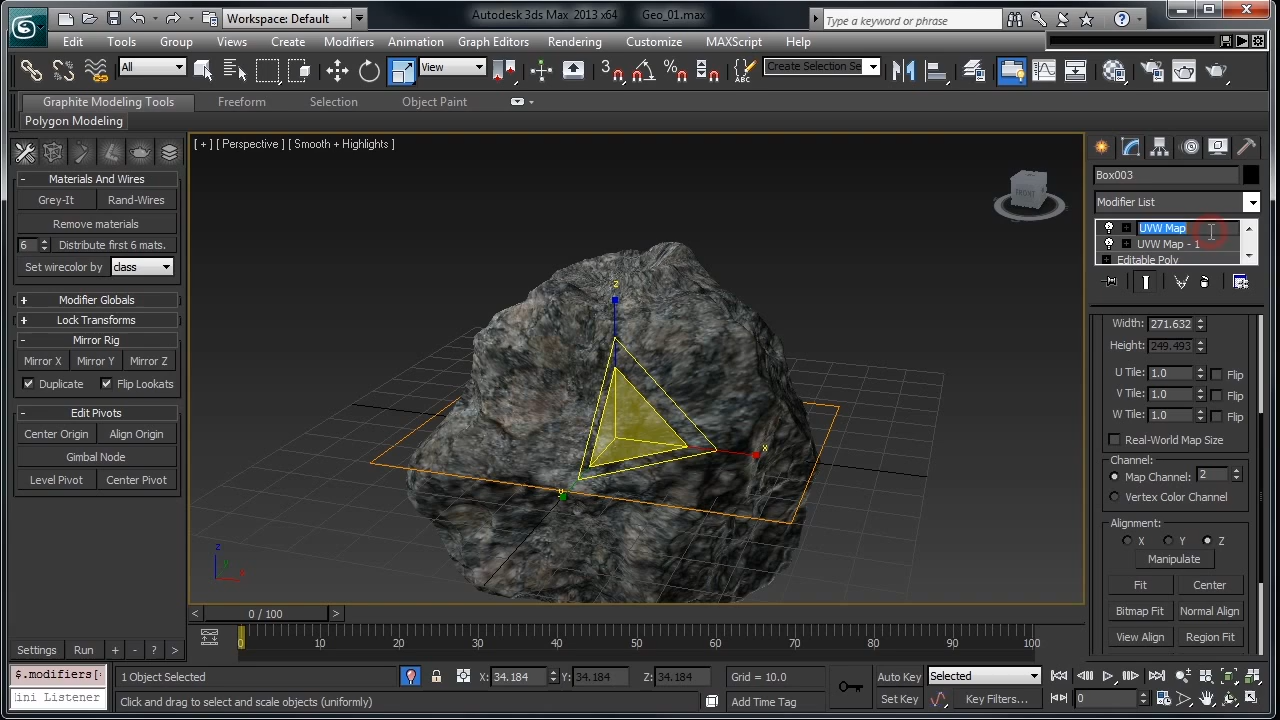 Workspace: Default
Autodesk 3ds Max 2013 x64 Geo_01.max
Type a keyword or phrase
Edit Tools Group Views Create Modifiers Animation Graph Editors Rendering Customize MAXScript Help
All View Create Selection Se
Graphite Modeling Tools Freeform Selection Object Paint
Polygon Modeling
[ + ] [ Perspective ] [ Smooth + Highlights ]
FRONT
Materials And Wires
Grey-It Rand-Wires
Remove materials
6 Distribute first 6 mats.
Set wirecolor by class
+ Modifier Globals
+ Lock Transforms
- Mirror Rig
Mirror X Mirror Y Mirror Z
Duplicate Flip Lookats
- Edit Pivots
Center Origin Align Origin
Gimbal Node
Level Pivot Center Pivot
Settings Run + - ? >
z
x
y
z
y
x
Box003
Modifier List
UVW Map
UVW Map - 1
Editable Poly
Width: 271.632
Height: 249.493
U Tile: 1.0 Flip
V Tile: 1.0 Flip
W Tile: 1.0 Flip
Real-World Map Size
Channel:
Map Channel: 2
Vertex Color Channel
Alignment:
X Y Z
Manipulate
Fit Center
Bitmap Fit Normal Align
View Align Region Fit
< 0 / 100 >
0 10 20 30 40 50 60 70 80 90 100
$.modifiers[
ini Listener
1 Object Selected
X: 34.184 Y: 34.184 Z: 34.184
Grid = 10.0
Auto Key Selected
Click and drag to select and scale objects (uniformly)
Add Time Tag
Set Key Key Filters...
0